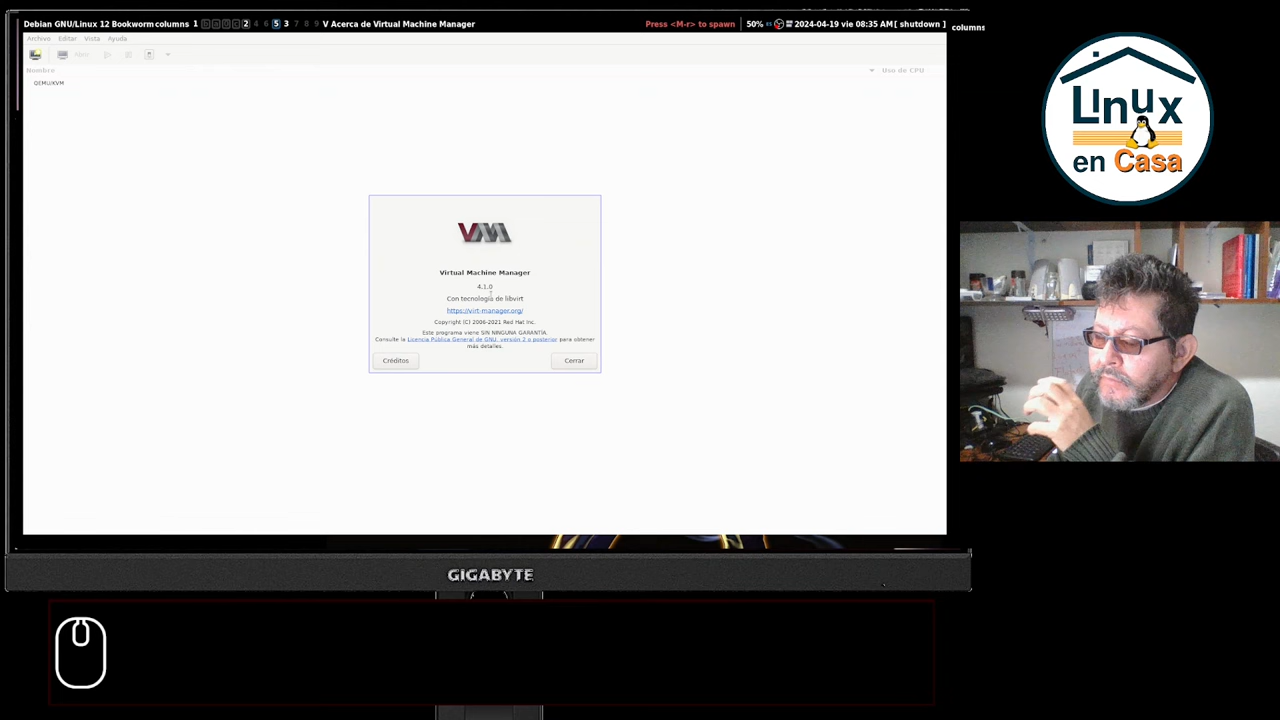 Debian GNU/Linux 12 Bookworm columns 1 b a o c 2 4 6 5 3 7 8 9 V Acerca de Virtual Machine Manager Press <M-r> to spawn 50% ES 2024-04-19 vie 08:35 AM[ shutdown ] columns
Archivo Editar Vista Ayuda
Abrir
Nombre Uso de CPU
QEMU/KVM
Virtual Machine Manager
4.1.0
Con tecnología de libvirt
https://virt-manager.org/
Copyright (C) 2006-2021 Red Hat Inc.
Este programa viene SIN NINGUNA GARANTÍA.
Consulte la Licencia Pública General de GNU, versión 2 o posterior para obtener
más detalles.
Créditos Cerrar
GIGABYTE
Linux
en Casa